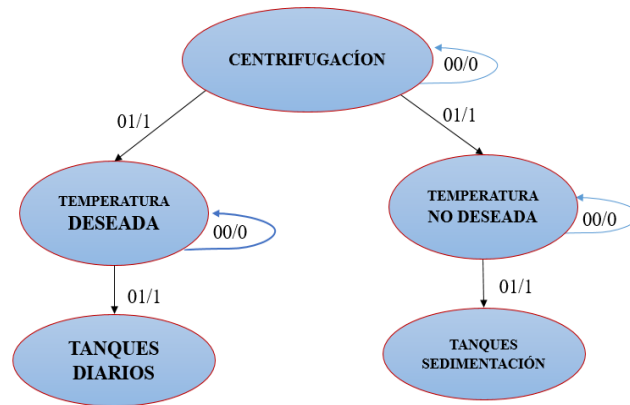 CENTRIFUGACÍON
00/0
01/1
01/1
TEMPERATURA
DESEADA
00/0
TEMPERATURA
NO DESEADA
00/0
01/1
01/1
TANQUES
DIARIOS
TANQUES
SEDIMENTACIÓN